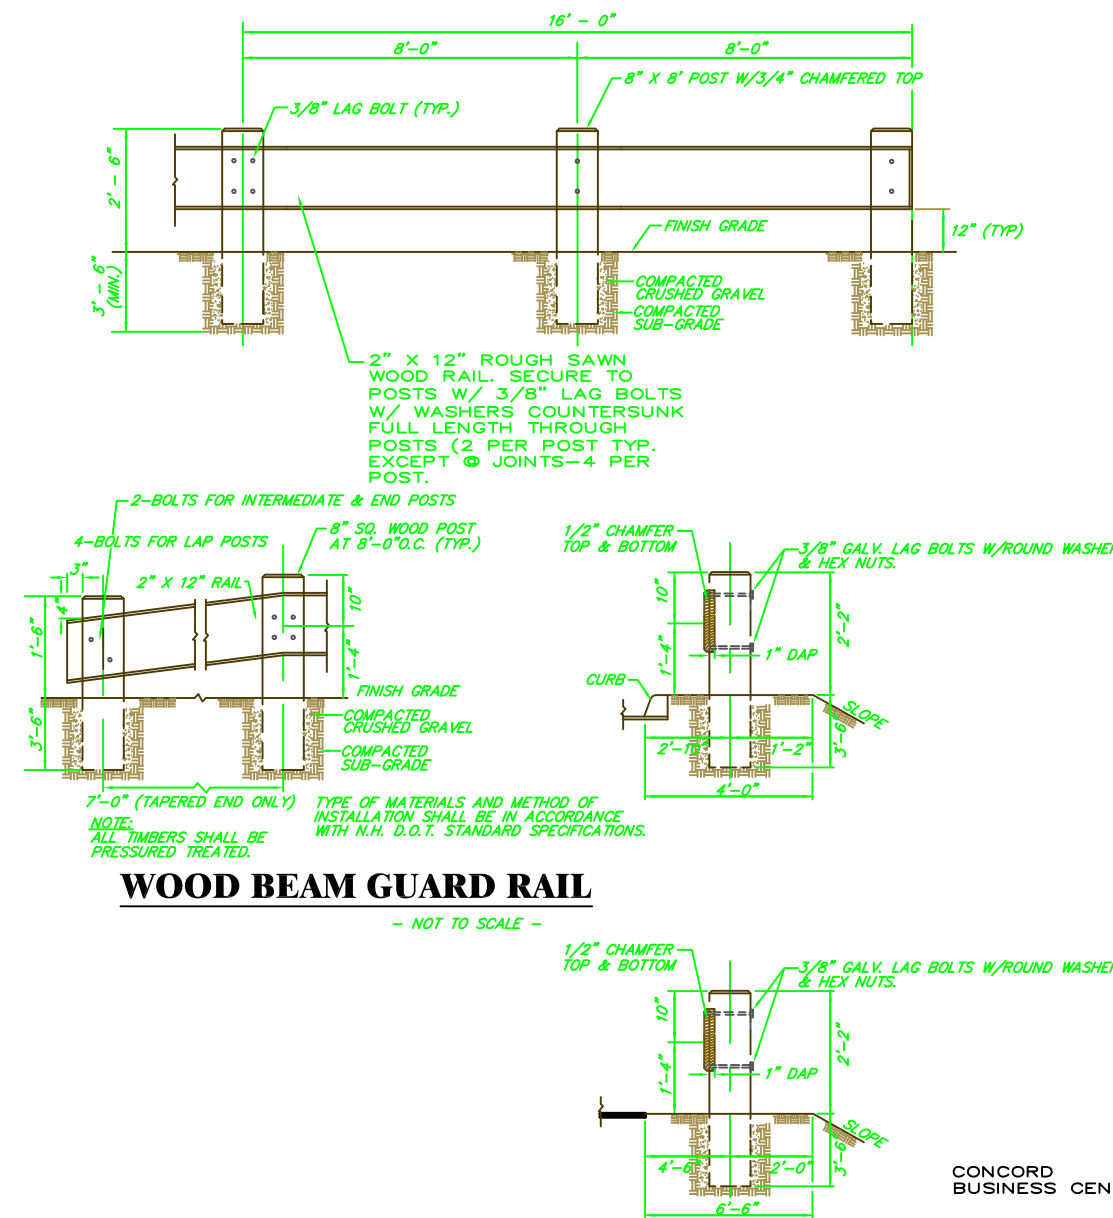 16' - 0"
8'-0"
8'-0"
8" X 8' POST W/3/4" CHAMFERED TOP
3/8" LAG BOLT (TYP.)
2' - 6"
FINISH GRADE
12" (TYP)
3' - 6"
(MIN.)
COMPACTED
CRUSHED GRAVEL
COMPACTED
SUB-GRADE
2" X 12" ROUGH SAWN
WOOD RAIL. SECURE TO
POSTS W/ 3/8" LAG BOLTS
W/ WASHERS COUNTERSUNK
FULL LENGTH THROUGH
POSTS (2 PER POST TYP.
EXCEPT @ JOINTS-4 PER
POST.
2-BOLTS FOR INTERMEDIATE & END POSTS
4-BOLTS FOR LAP POSTS
8" SQ. WOOD POST
AT 8'-0"O.C. (TYP.)
3"
2" X 12" RAIL
4"
10"
1'-6"
1'-4"
FINISH GRADE
3'-6"
COMPACTED
CRUSHED GRAVEL
COMPACTED
SUB-GRADE
7'-0" (TAPERED END ONLY)
NOTE:
ALL TIMBERS SHALL BE
PRESSURED TREATED.
TYPE OF MATERIALS AND METHOD OF
INSTALLATION SHALL BE IN ACCORDANCE
WITH N.H. D.O.T. STANDARD SPECIFICATIONS.
1/2" CHAMFER
TOP & BOTTOM
3/8" GALV. LAG BOLTS W/ROUND WASHE
& HEX NUTS.
10"
2'-2"
1'-4"
1" DAP
CURB
SLOPE
2'-10"
1'-2"
3'-6"
4'-0"
WOOD BEAM GUARD RAIL
- NOT TO SCALE -
1/2" CHAMFER
TOP & BOTTOM
3/8" GALV. LAG BOLTS W/ROUND WASHE
& HEX NUTS.
10"
2'-2"
1'-4"
1" DAP
SLOPE
4'-6"
2'-0"
3'-6"
6'-6"
CONCORD
BUSINESS CEN